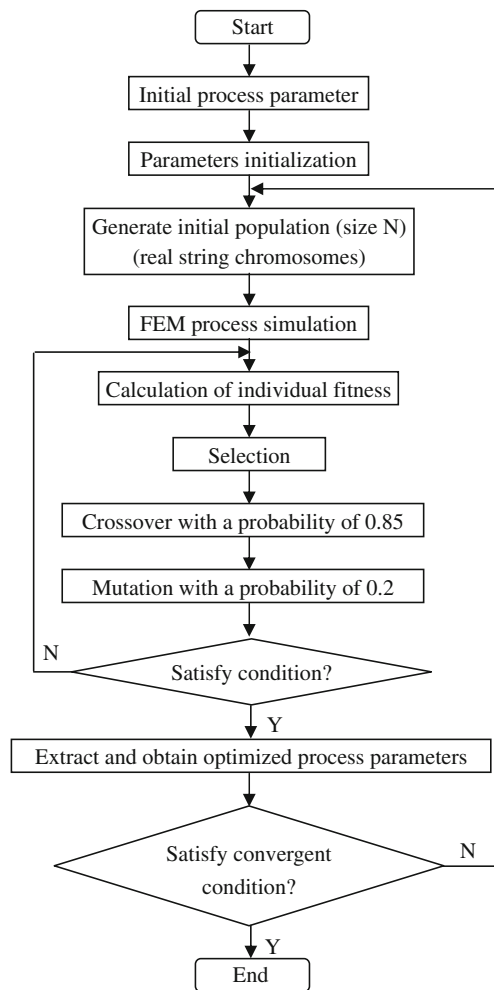 Start
Initial process parameter
Parameters initialization
Generate initial population (size N)
(real string chromosomes)
FEM process simulation
Calculation of individual fitness
Selection
Crossover with a probability of 0.85
Mutation with a probability of 0.2
N
Satisfy condition?
Y
Extract and obtain optimized process parameters
Satisfy convergent
condition?
N
Y
End